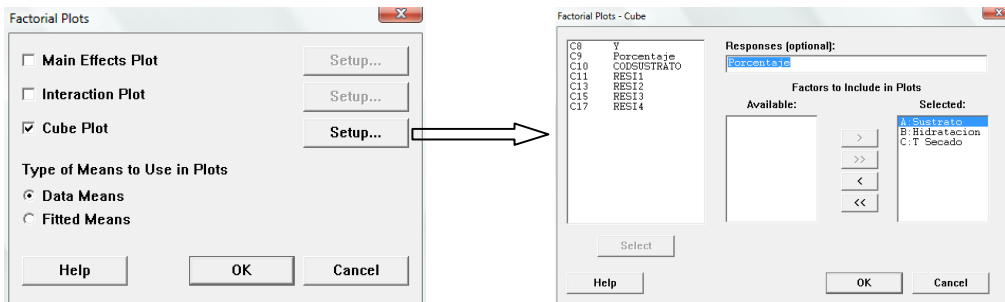 Factorial Plots
Main Effects Plot Setup...
Interaction Plot Setup...
Cube Plot Setup...
Type of Means to Use in Plots
Data Means
Fitted Means
Help OK Cancel
Factorial Plots - Cube
C8 Y
C9 Porcentaje
C10 CODSUSTRATO
C11 RESI1
C13 RESI2
C15 RESI3
C17 RESI4
Responses (optional):
Porcentaje
Factors to Include in Plots
Available: Selected:
A:Sustrato
B:Hidratacion
C:T Secado
>
>>
<
<<
Select
Help OK Cancel